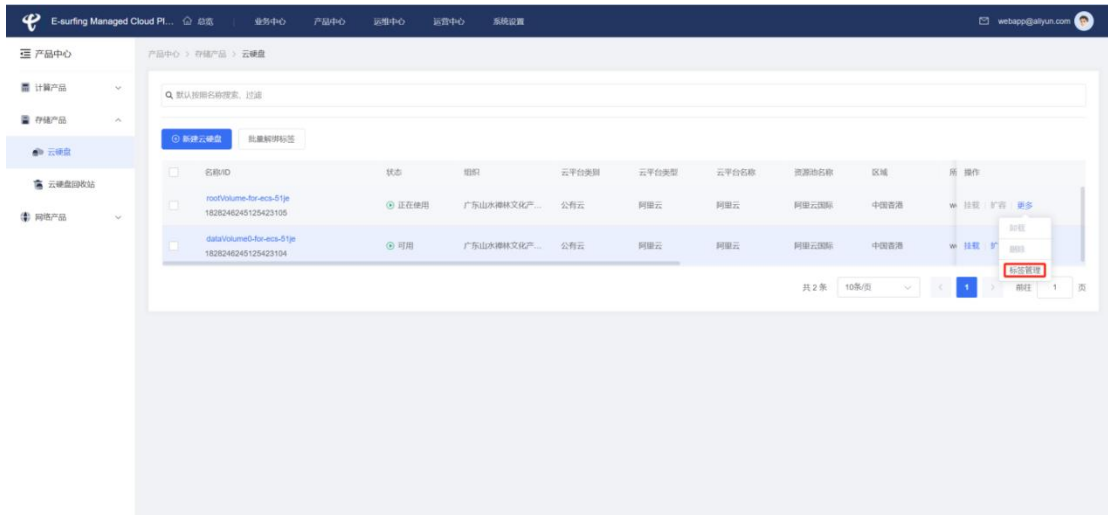 E-surfing Managed Cloud Pl... 总览 业务中心 产品中心 运维中心 运营中心 系统设置 webapp@aliyun.com
产品中心
产品中心 > 存储产品 > 云硬盘
计算产品
存储产品
云硬盘
云硬盘回收站
网络产品
默认按照名称搜索、过滤
新建云硬盘 批量解绑标签
名称/ID 状态 组织 云平台类别 云平台类型 云平台名称 资源池名称 区域 所 操作
rootVolume-for-ecs-51je
1828246245125423105
正在使用 广东山水禅林文化产... 公有云 阿里云 阿里云 阿里云国际 中国香港 we 挂载 扩容 更多
dataVolume0-for-ecs-51je
1828246245125423104
可用 广东山水禅林文化产... 公有云 阿里云 阿里云 阿里云国际 中国香港 we 挂载 扩
卸载
删除
标签管理
共 2 条 10条/页 < 1 > 前往 1 页